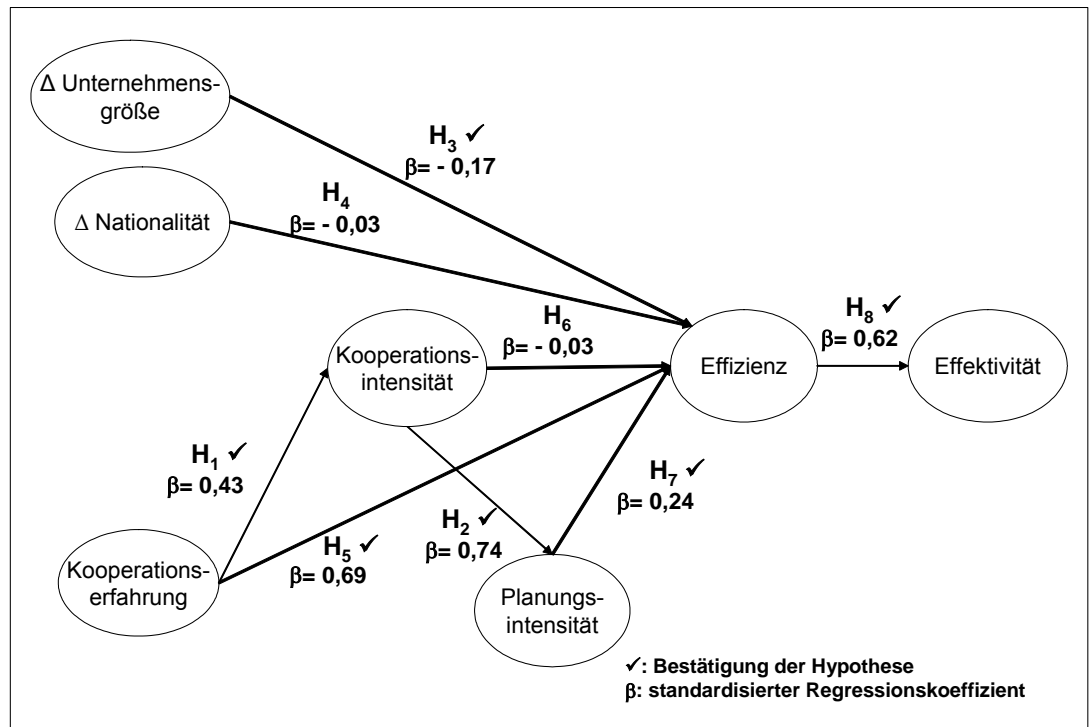 Δ Unternehmens-
größe
H3 ✓
β= - 0,17
Δ Nationalität
H4
β= - 0,03
H6
β= - 0,03
Kooperations-
intensität
Effizienz
H8 ✓
β= 0,62
Effektivität
H1 ✓
β= 0,43
H7 ✓
β= 0,24
H2 ✓
β= 0,74
H5 ✓
β= 0,69
Kooperations-
erfahrung
Planungs-
intensität
✓: Bestätigung der Hypothese
β: standardisierter Regressionskoeffizient